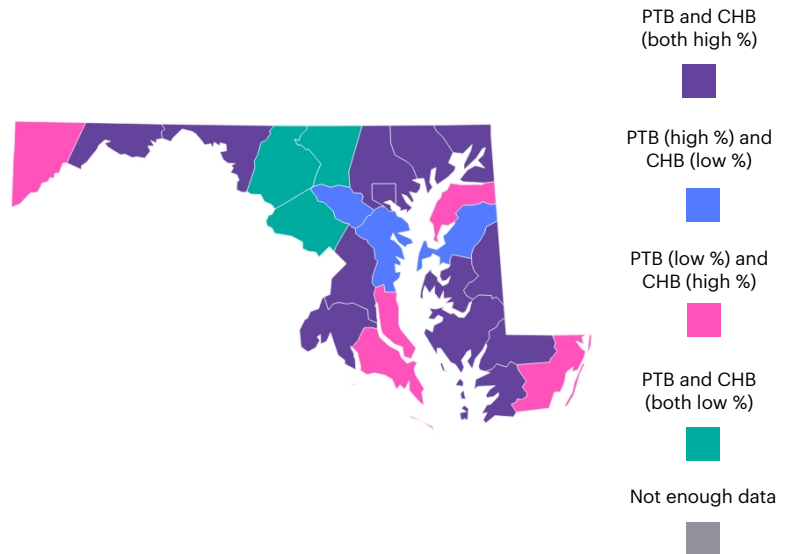 PTB and CHB
(both high %)
PTB (high %) and
CHB (low %)
PTB (low %) and
CHB (high %)
PTB and CHB
(both low %)
Not enough data